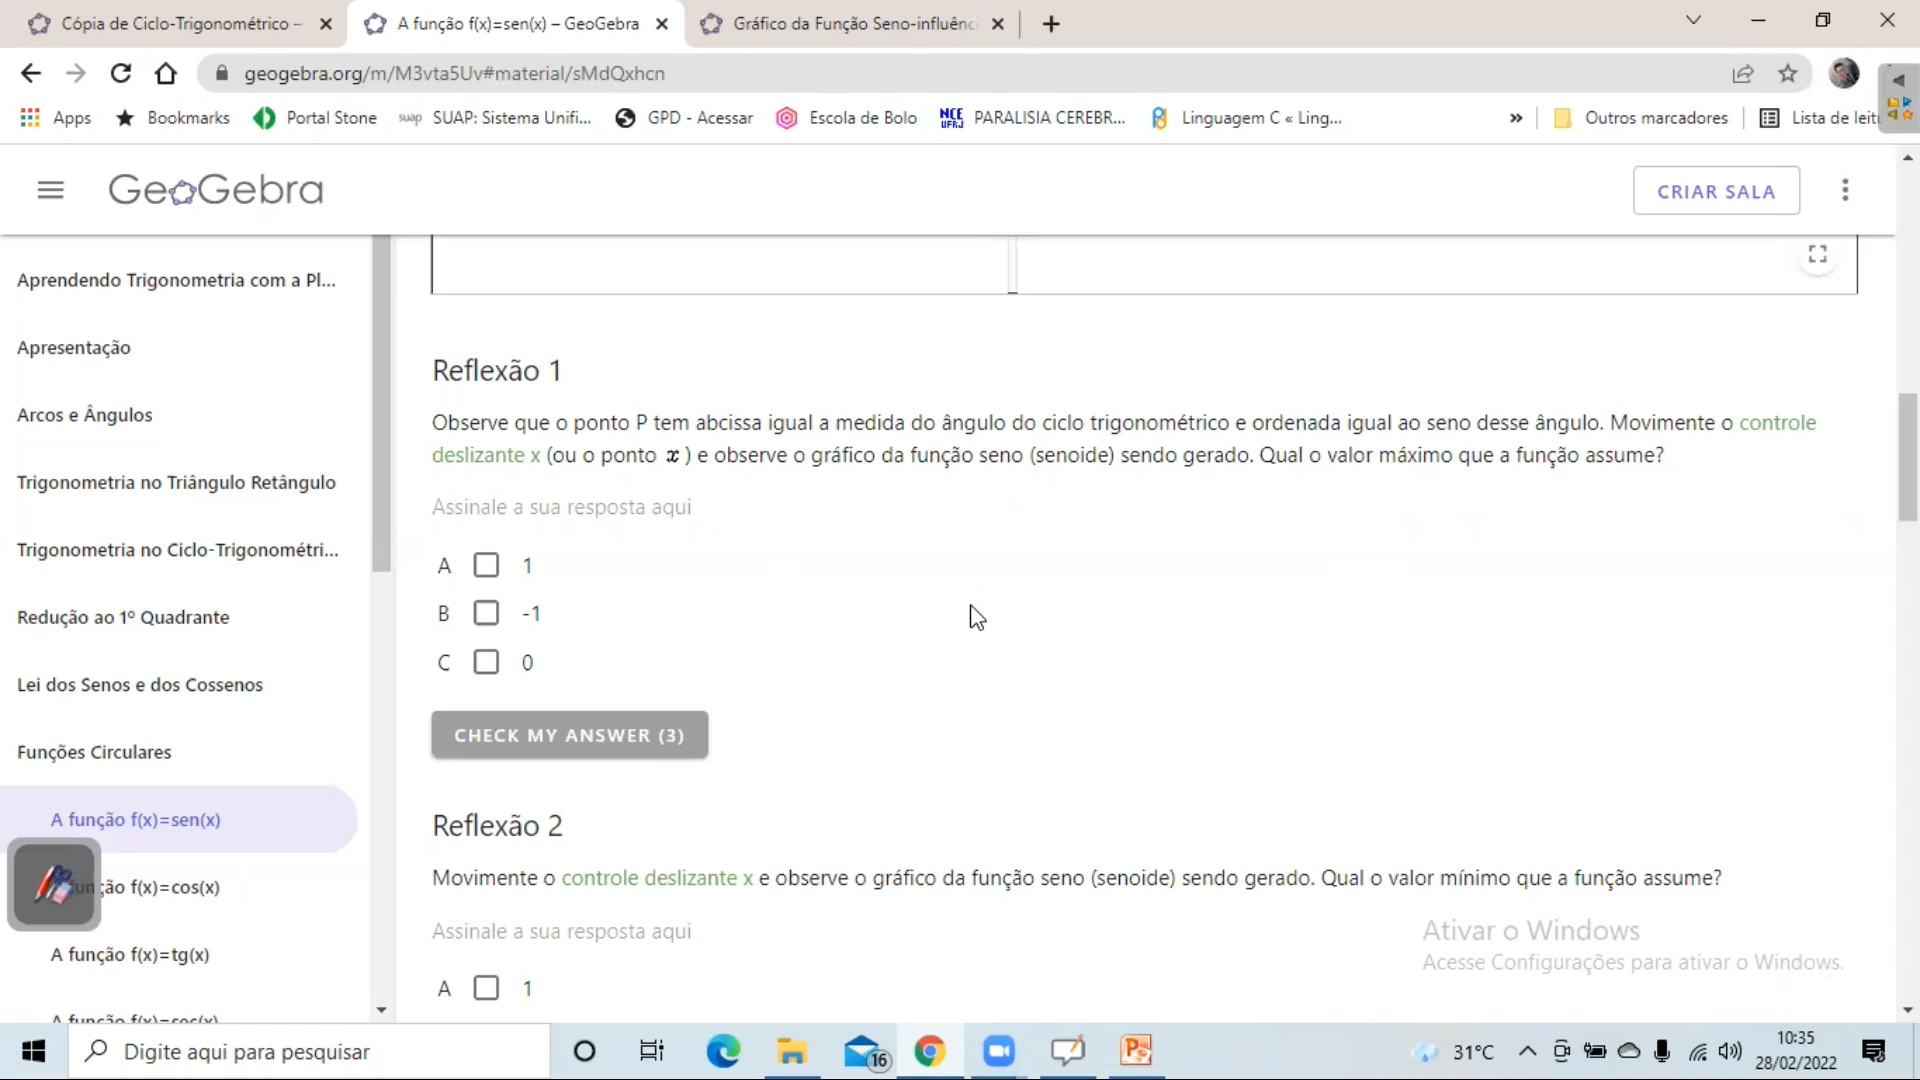 Cópia de Ciclo-Trigonométrico –
A função f(x)=sen(x) – GeoGebra
Gráfico da Função Seno-influênci
geogebra.org/m/M3vta5Uv#material/sMdQxhcn
Apps
Bookmarks
Portal Stone
suap SUAP: Sistema Unifi...
GPD - Acessar
Escola de Bolo
NCE UFRJ PARALISIA CEREBR...
Linguagem C « Ling...
»
Outros marcadores
Lista de leitu
GeoGebra
CRIAR SALA
Aprendendo Trigonometria com a Pl...
Apresentação
Arcos e Ângulos
Trigonometria no Triângulo Retângulo
Trigonometria no Ciclo-Trigonométri...
Redução ao 1º Quadrante
Lei dos Senos e dos Cossenos
Funções Circulares
A função f(x)=sen(x)
unção f(x)=cos(x)
A função f(x)=tg(x)
A função f(x)=sec(x)
Reflexão 1
Observe que o ponto P tem abcissa igual a medida do ângulo do ciclo trigonométrico e ordenada igual ao seno desse ângulo. Movimente o controle
deslizante x (ou o ponto x ) e observe o gráfico da função seno (senoide) sendo gerado. Qual o valor máximo que a função assume?
Assinale a sua resposta aqui
A 1
B -1
C 0
CHECK MY ANSWER (3)
Reflexão 2
Movimente o controle deslizante x e observe o gráfico da função seno (senoide) sendo gerado. Qual o valor mínimo que a função assume?
Assinale a sua resposta aqui
A 1
Ativar o Windows
Acesse Configurações para ativar o Windows.
Digite aqui para pesquisar
16
31°C
10:35
28/02/2022